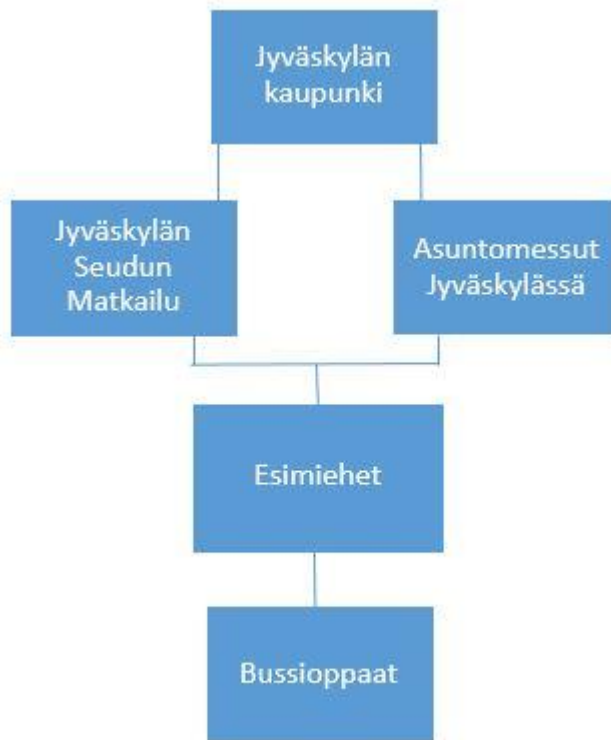 Jyväskylän
kaupunki
Jyväskylän
Seudun
Matkailu
Asuntomessut
Jyväskylässä
Esimiehet
Bussioppaat